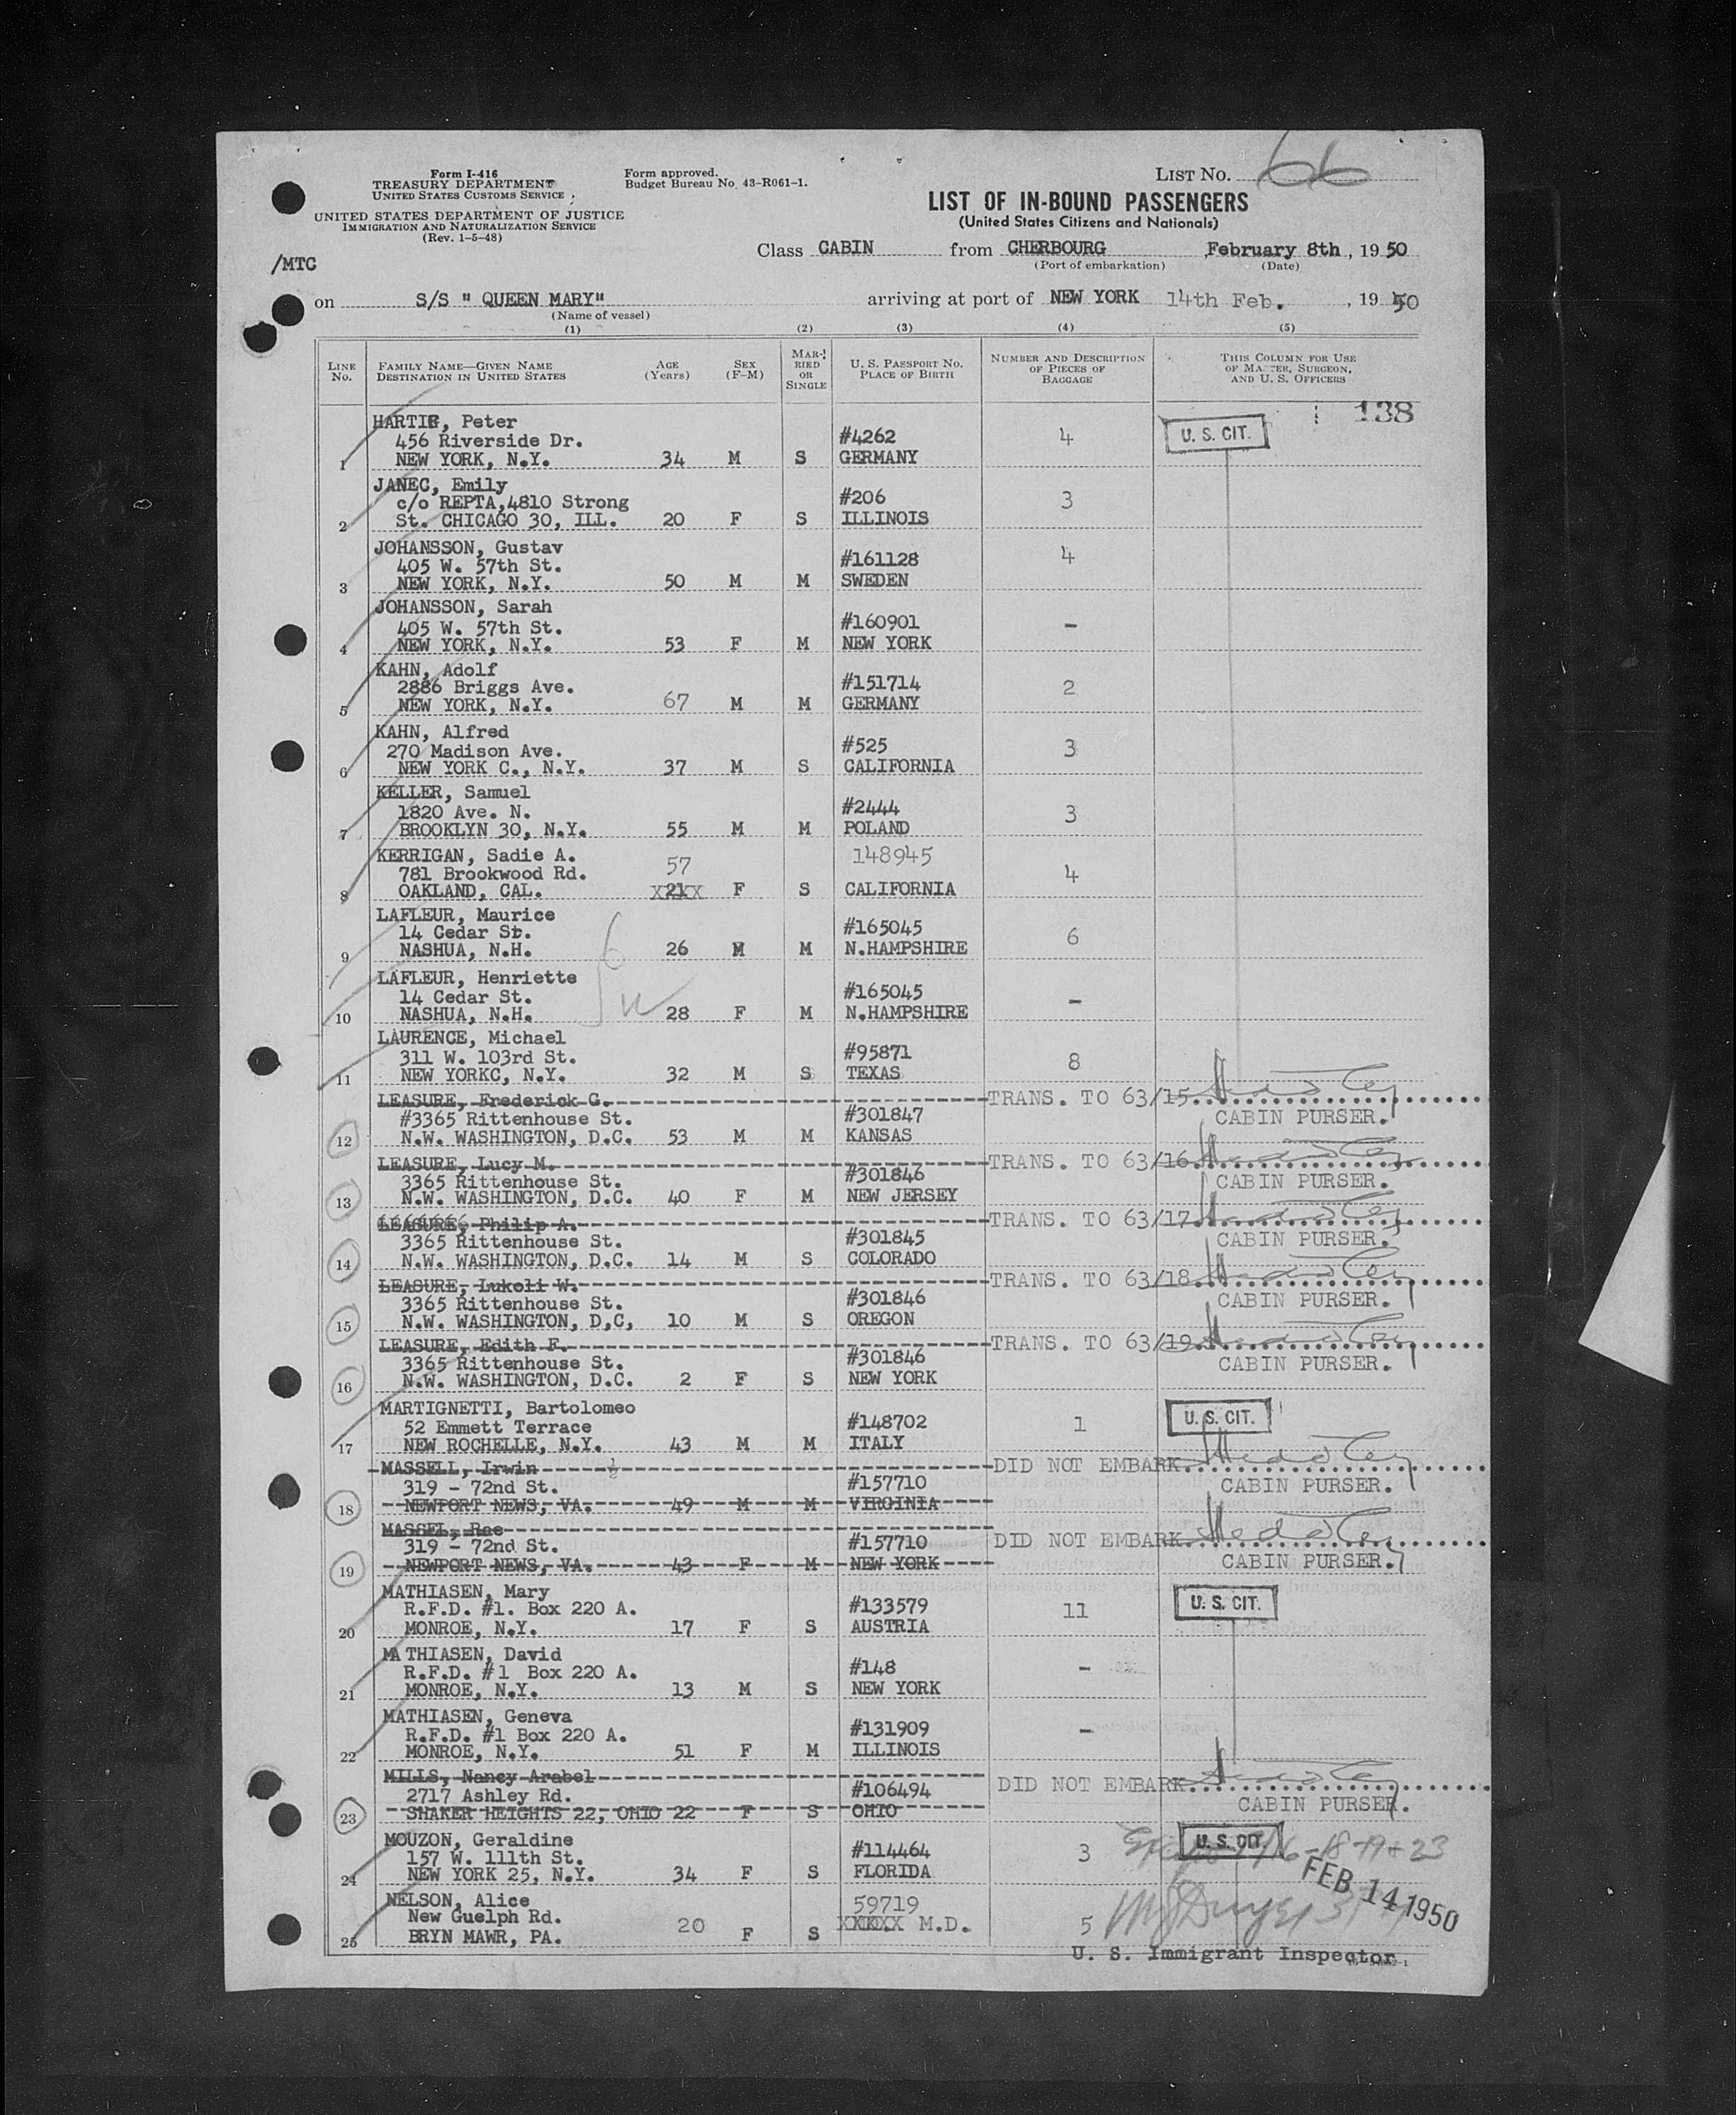 Form I-416
TREASURY DEPARTMENT
UNITED STATES CUSTOMS SERVICE
UNITED STATES DEPARTMENT OF JUSTICE
IMMIGRATION AND NATURALIZATION SERVICE
(Rev. 1-5-48)
Form approved.
Budget Bureau No. 43-R061-1.
LIST NO. 66
LIST OF IN-BOUND PASSENGERS
(United States Citizens and Nationals)
/MTC
Class CABIN from CHERBOURG February 8th, 1950
(Port of embarkation) (Date)
on S/S " QUEEN MARY" arriving at port of NEW YORK 14th Feb. , 1950
(Name of vessel)
(1) (2) (3) (4) (5)
LINE No.
FAMILY NAME—GIVEN NAME
DESTINATION IN UNITED STATES
AGE (Years)
SEX (F-M)
MARRIED OR SINGLE
U. S. PASSPORT NO.
PLACE OF BIRTH
NUMBER AND DESCRIPTION OF PIECES OF BAGGAGE
THIS COLUMN FOR USE OF MASTER, SURGEON, AND U. S. OFFICERS
138
HARTIG, Peter
456 Riverside Dr. #4262 4 U. S. CIT.
1 NEW YORK, N.Y. 34 M S GERMANY
JANEC, Emily
c/o REPTA,4810 Strong #206 3
2 St. CHICAGO 30, ILL. 20 F S ILLINOIS
JOHANSSON, Gustav
405 W. 57th St. #161128 4
3 NEW YORK, N.Y. 50 M M SWEDEN
JOHANSSON, Sarah
405 W. 57th St. #160901 -
4 NEW YORK, N.Y. 53 F M NEW YORK
KAHN, Adolf
2886 Briggs Ave. #151714 2
5 NEW YORK, N.Y. 67 M M GERMANY
KAHN, Alfred
270 Madison Ave. #525 3
6 NEW YORK C., N.Y. 37 M S CALIFORNIA
KELLER, Samuel
1820 Ave. N. #2444 3
7 BROOKLYN 30, N.Y. 55 M M POLAND
KERRIGAN, Sadie A. 148945
781 Brookwood Rd. 57 4
8 OAKLAND, CAL. XX21XX F S CALIFORNIA
LAFLEUR, Maurice
14 Cedar St. #165045 6
9 NASHUA, N.H. 26 M M N.HAMPSHIRE
LAFLEUR, Henriette
14 Cedar St. #165045 -
10 NASHUA, N.H. 28 F M N.HAMPSHIRE
LAURENCE, Michael
311 W. 103rd St. #95871 8
11 NEW YORKC, N.Y. 32 M S TEXAS
LEASURE, Frederick G. TRANS. TO 63/15
#3365 Rittenhouse St. #301847 CABIN PURSER.
12 N.W. WASHINGTON, D.C. 53 M M KANSAS
LEASURE, Lucy M. TRANS. TO 63/16
3365 Rittenhouse St. #301846 CABIN PURSER.
13 N.W. WASHINGTON, D.C. 40 F M NEW JERSEY
LEASURE, Philip A. TRANS. TO 63/17
3365 Rittenhouse St. #301845 CABIN PURSER.
14 N.W. WASHINGTON, D.C. 14 M S COLORADO
LEASURE, Lukoli W. TRANS. TO 63/18
3365 Rittenhouse St. #301846 CABIN PURSER.
15 N.W. WASHINGTON, D,C, 10 M S OREGON
LEASURE, Edith F. TRANS. TO 63/19
3365 Rittenhouse St. #301846 CABIN PURSER.
16 N.W. WASHINGTON, D.C. 2 F S NEW YORK
MARTIGNETTI, Bartolomeo
52 Emmett Terrace #148702 1 U. S. CIT.
17 NEW ROCHELLE, N.Y. 43 M M ITALY
MASSELL, Irwin DID NOT EMBARK
319 - 72nd St. #157710 CABIN PURSER.
18 NEWPORT NEWS, VA. 49 M M VIRGINIA
MASSEL, Rae
319 - 72nd St. #157710 DID NOT EMBARK
19 NEWPORT NEWS, VA. 43 F M NEW YORK CABIN PURSER.
MATHIASEN, Mary
R.F.D. #1. Box 220 A. #133579 11 U. S. CIT.
20 MONROE, N.Y. 17 F S AUSTRIA
MATHIASEN, David
R.F.D. #1 Box 220 A. #148 -
21 MONROE, N.Y. 13 M S NEW YORK
MATHIASEN, Geneva
R.F.D. #1 Box 220 A. #131909 -
22 MONROE, N.Y. 51 F M ILLINOIS
MILLS, Nancy Arabel DID NOT EMBARK
2717 Ashley Rd. #106494 CABIN PURSER.
23 SHAKER HEIGHTS 22, OHIO 22 F S OHIO
MOUZON, Geraldine
157 W. 111th St. #114464 3 U. S. CIT.
24 NEW YORK 25, N.Y. 34 F S FLORIDA
FEB 14 1950
NELSON, Alice 59719
New Guelph Rd. 20 XXXXX M.D. 5
25 BRYN MAWR, PA. F S
U. S. Immigrant Inspector